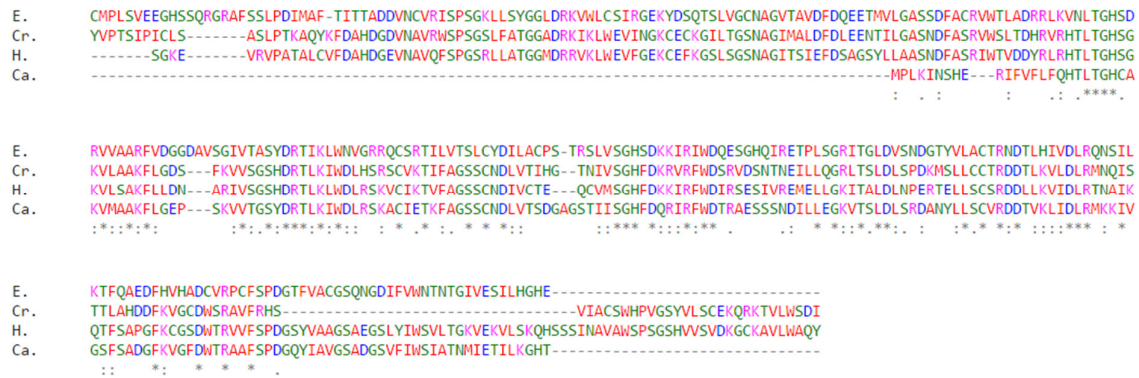 E. CMPLSVEEGHSSQRGRAFSSLPDIMAF-TITTADDVNCVRISPSGKLLSYGGLDRKVWLCSIRGEKYDSQTSLVGCNAGVTAVDFDQEETMVLGASSDFACRVWTLADRRLKVNLTGHSD
Cr. YVPTSIPICLS-------ASLPTKAQYKFDAHDGDVNAVRWSPSGSLFATGGADRKIKLWEVINGKCECKGILTGSNAGIMALDFDLEENTILGASNDFASRVWSLTDHRVRHTLTGHSG
H. -------SGKE-------VRVPATALCVFDAHDGEVNAVQFSPGSRLLATGGMDRRVKLWEVFGEKCEFKGSLSGSNAGITSIEFDSAGSYLLAASNDFASRIWTVDDYRLRHTLTGHSG
Ca. --------------------------------------------------------------------------------------------MPLKINSHE---RIFVFLFQHTLTGHCA
: . : : .: .****.
E. RVVAARFVDGGDAVSGIVTASYDRTIKLWNVGRRQCSRTILVTSLCYDILACPS-TRSLVSGHSDKKIRIWDQESGHQIRETPLSGRITGLDVSNDGTYVLACTRNDTLHIVDLRQNSIL
Cr. KVLAAKFLGDS---FKVVSGSHDRTLKIWDLHSRSCVKTIFAGSSCNDLVTIHG-TNIVSGHFDKRVRFWDSRVDSNTNEILLQGRLTSLDLSPDKMSLLCCTRDDTLKVLDLRMNQIS
H. KVLSAKFLLDN---ARIVSGSHDRTLKLWDLRSKVCIKTVFAGSSCNDIVCTE--QCVMSGHFDKKIRFWDIRSESIVREMELLGKITALDLNPERTELLSCSRDDLLKVIDLRTNAIK
Ca. KVMAAKFLGEP---SKVVTGSYDRTLKIWDLRSKACIETKFAGSSCNDLVTSDGAGSTIISGHFDQRIRFWDTRAESSSNDILLEGKVTSLDLSRDANYLLSCVRDDTVKLIDLRMKKIV
:*::*:*: :*:.*:***:*:*:: : * .* *:. * * *:: ::*** *:::*:** . .: * *::*.**:. : :*.* *:* ::::*** : *
E. KTFQAEDFHVHADCVRPCFSPDGTFVACGSQNGDIFVWNTNTGIVESILHGHE-------------------------------
Cr. TTLAHDDFKVGCDWSRAVFRHS----------------------------------VIACSWHPVGSYVLSCEKQRKTVLWSDI
H. QTFSAPGFKCGSDWTRVVFSPDGSYVAAGSAEGSLYIWSVLTGKVEKVLSKQHSSSINAVAWSPSGSHVVSVDKGCKAVLWAQY
Ca. GSFSADGFKVGFDWTRAAFSPDGQYIAVGSADGSVFIWSIATNMIETILKGHT-------------------------------
:: *: * * * .